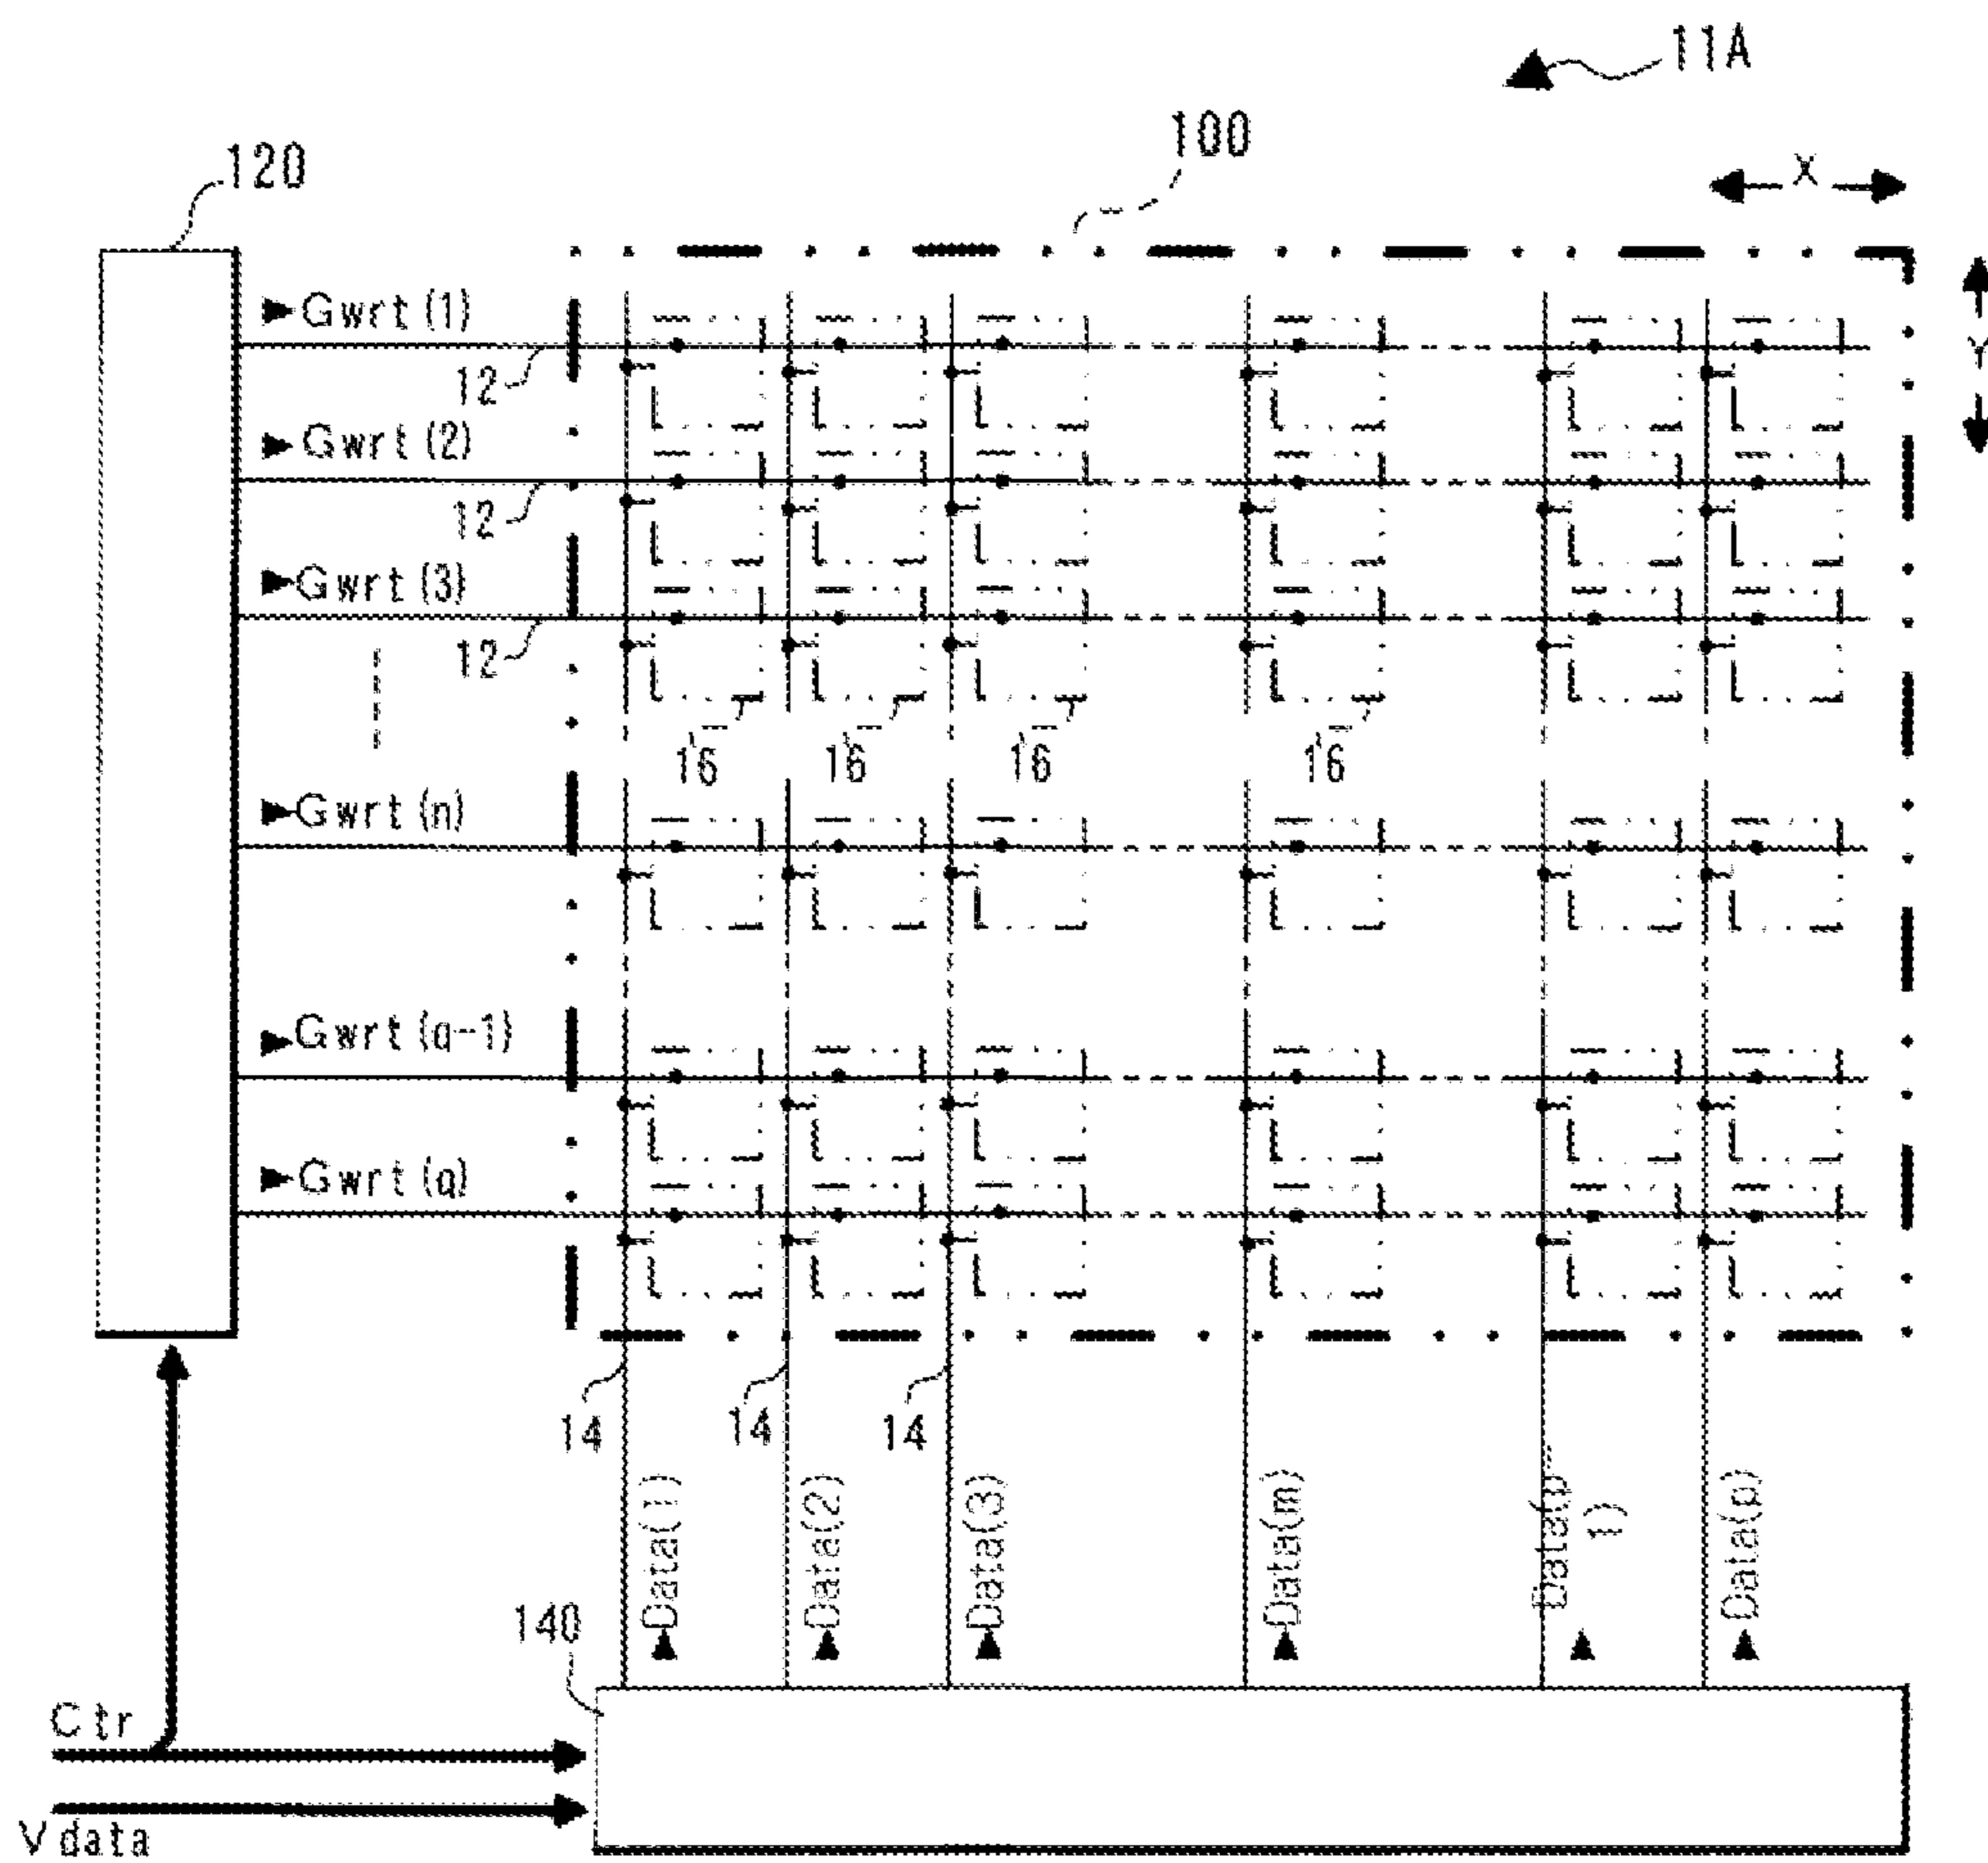 11A
100
120
X
Gwrt (1)
Y
12
Gwrt (2)
12
Gwrt (3)
12
16 16 16 16
Gwrt (n)
Gwrt (q-1)
Gwrt (q)
14 14 14
Data(1) Data(2) Data(3) Data(m) Data(p-1) Data(p)
140
Ctr
Vdata